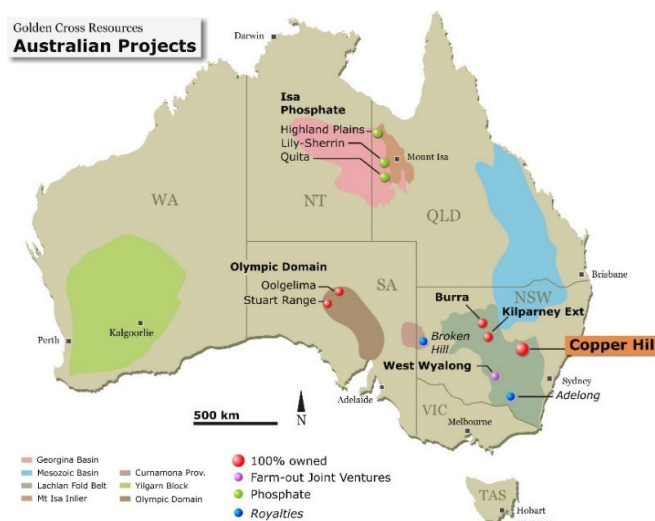 Golden Cross Resources
Australian Projects
Darwin
Isa
Phosphate
Highland Plains
Lily-Sherrin
Quita
Mount Isa
WA
NT
QLD
Olympic Domain
Oolgelima
Stuart Range
SA
Brisbane
NSW
Burra
Kilparney Ext
Broken
Hill
Copper Hil
Perth
Kalgoorlie
West Wyalong
Sydney
Adelong
Adelaide
VIC
Melbourne
500 km
N
TAS
Hobart
Georgina Basin
Mesozoic Basin
Lachlan Fold Belt
Mt Isa Inlier
Curnamona Prov.
Yilgarn Block
Olympic Domain
100% owned
Farm-out Joint Ventures
Phosphate
Royalties